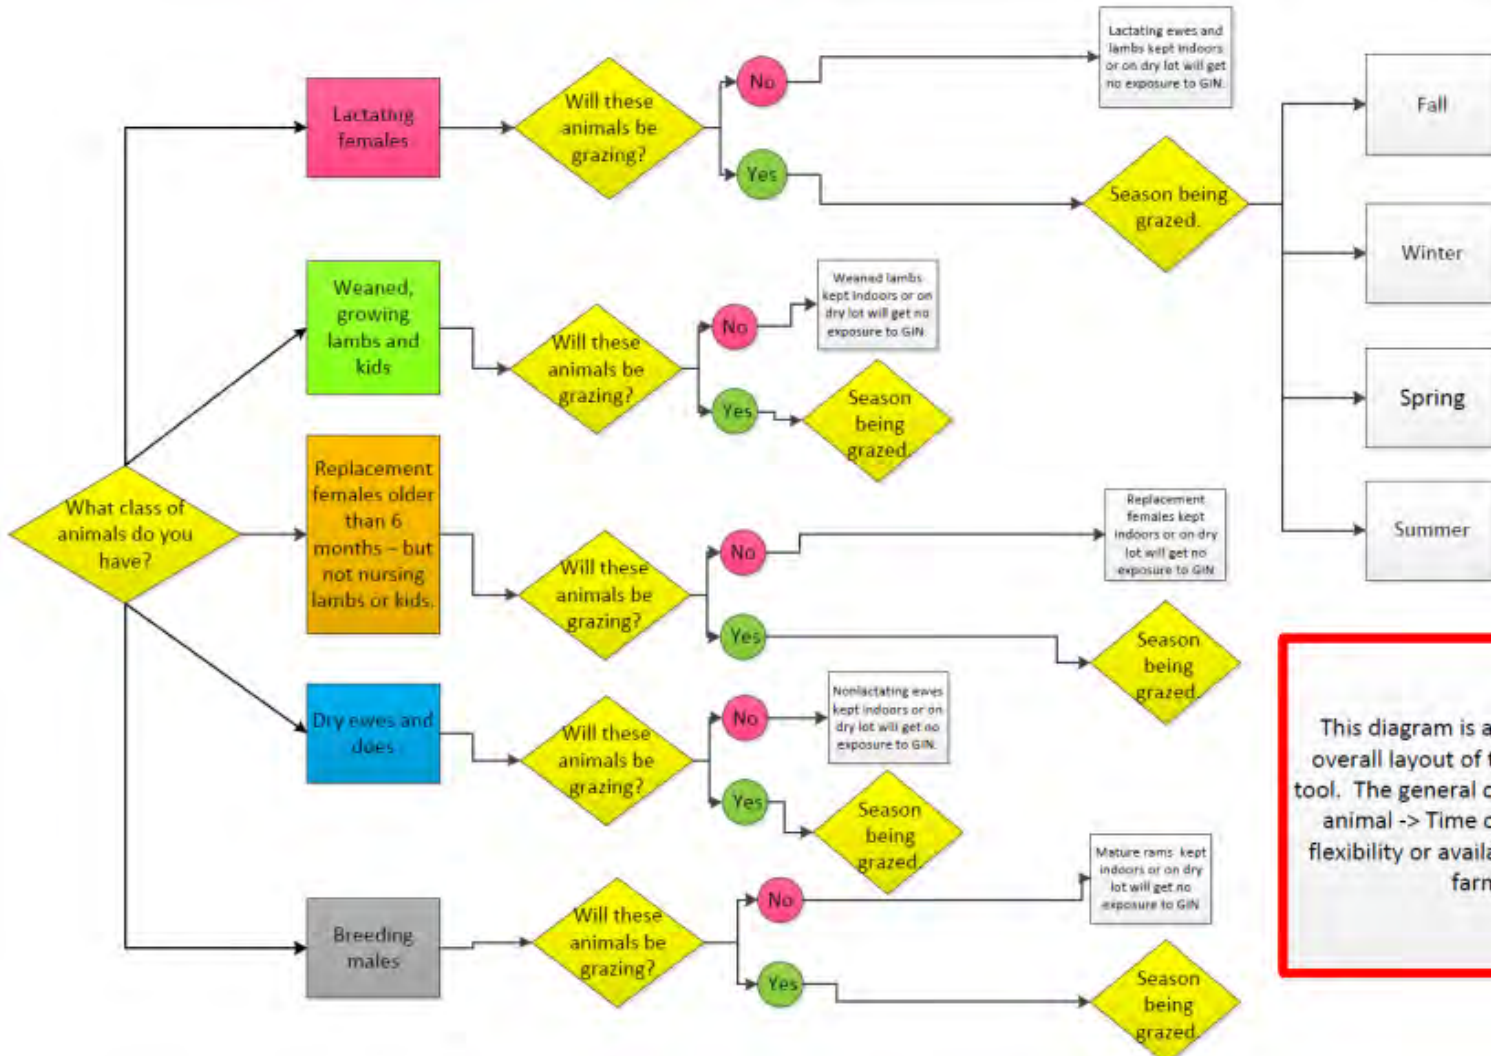 Lactating ewes and
lambs kept indoors
or on dry lot will get
no exposure to GIN.
Fall
Lactating
females
Will these
animals be
grazing?
No
Yes
Season being
grazed.
Winter
Weaned,
growing
lambs and
kids
Will these
animals be
grazing?
No
Weaned lambs
kept indoors or on
dry lot will get no
exposure to GIN.
Yes
Season
being
grazed.
Spring
What class of
animals do you
have?
Replacement
females older
than 6
months – but
not nursing
lambs or kids.
Will these
animals be
grazing?
No
Replacement
females kept
indoors or on dry
lot will get no
exposure to GIN
Yes
Season
being
grazed.
Summer
Dry ewes and
does
Will these
animals be
grazing?
No
Nonlactating ewes
kept indoors or on
dry lot will get no
exposure to GIN.
Yes
Season
being
grazed.
Breeding
males
Will these
animals be
grazing?
No
Mature rams kept
indoors or on dry
lot will get no
exposure to GIN
Yes
Season
being
grazed.
This diagram is a
overall layout of
tool. The general
animal -> Time
flexibility or